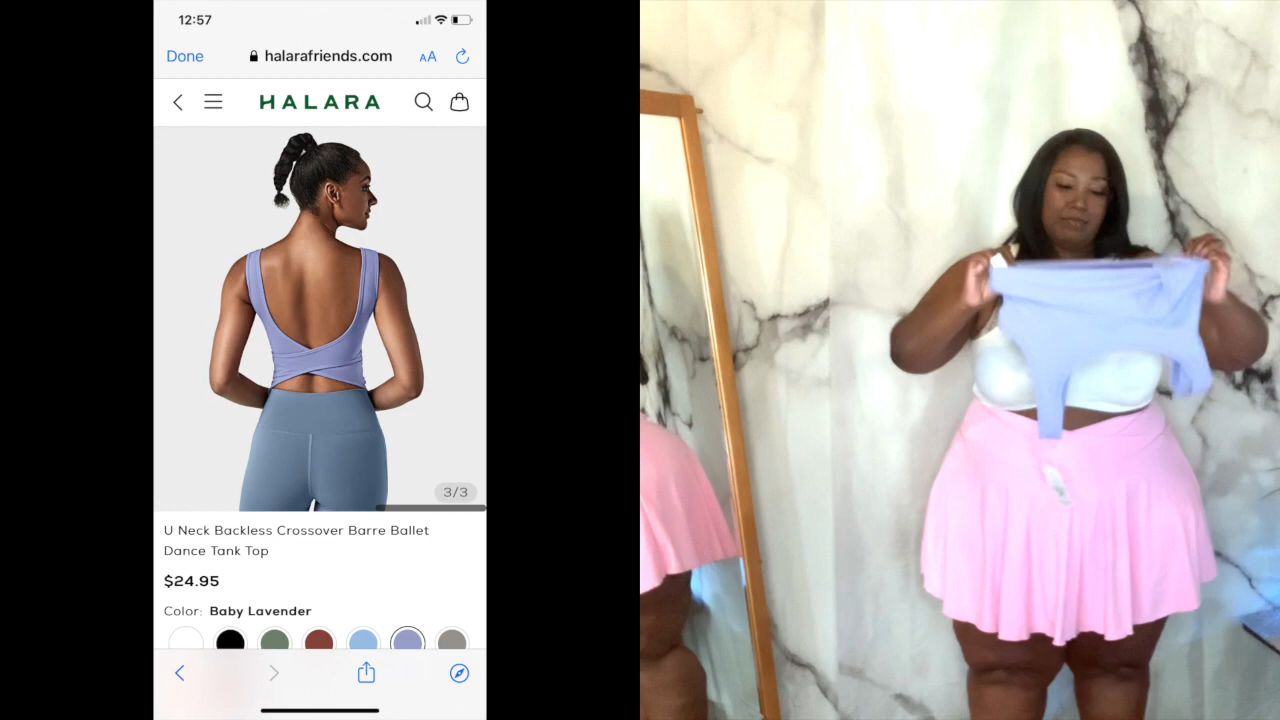 12:57
Done
halarafriends.com
AA
HALARA
3/3
U Neck Backless Crossover Barre Ballet
Dance Tank Top
$24.95
Color: Baby Lavender